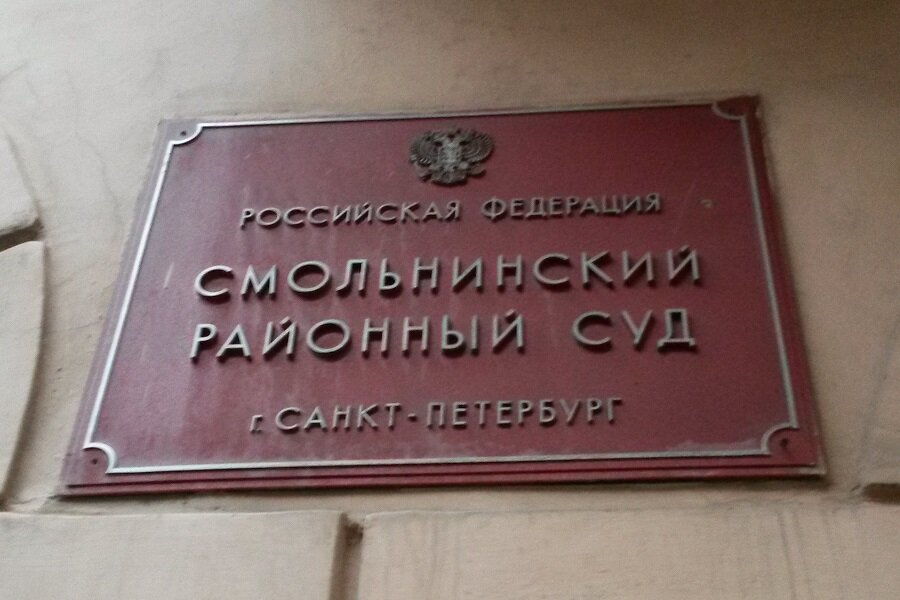 РОССИЙСКАЯ ФЕДЕРАЦИЯ
СМОЛЬНИНСКИЙ
РАЙОННЫЙ СУД
г. САНКТ-ПЕТЕРБУРГ